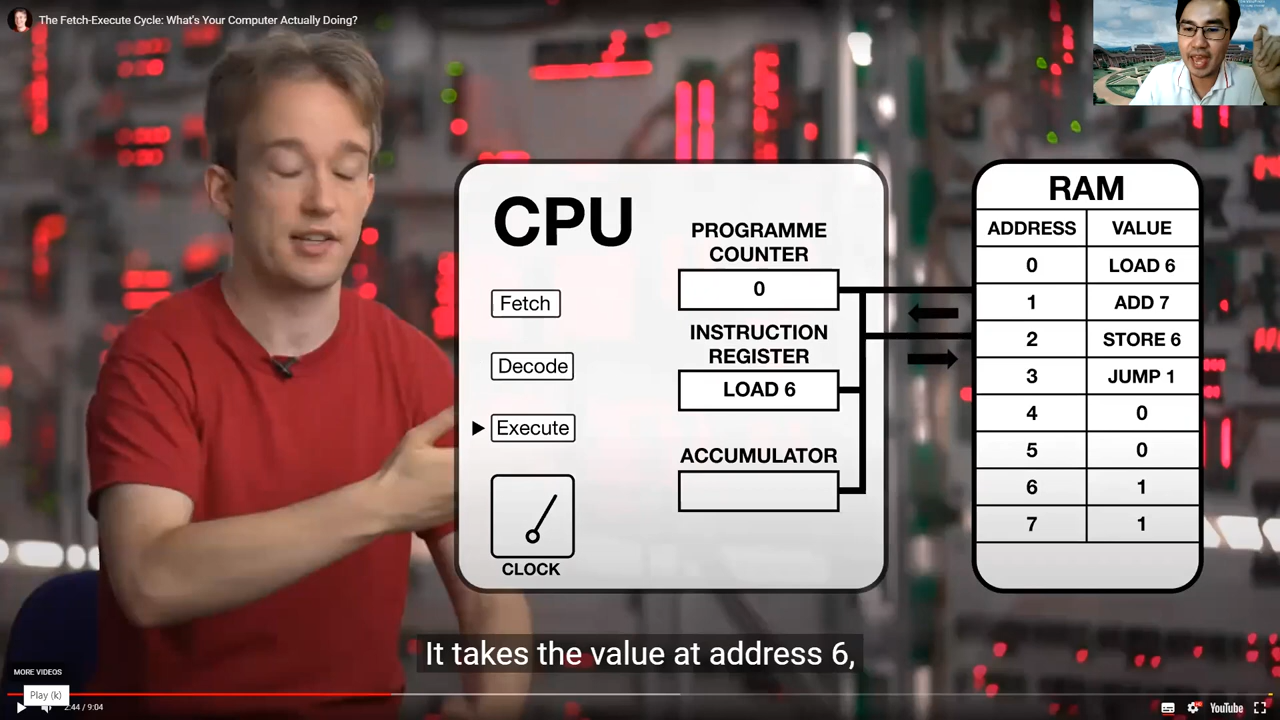 The Fetch-Execute Cycle: What's Your Computer Actually Doing?
CPU
Fetch
Decode
Execute
CLOCK
PROGRAMME
COUNTER
0
INSTRUCTION
REGISTER
LOAD 6
ACCUMULATOR
RAM
ADDRESS VALUE
0 LOAD 6
1 ADD 7
2 STORE 6
3 JUMP 1
4 0
5 0
6 1
7 1
It takes the value at address 6,
MORE VIDEOS
Play (k)
2:44 / 9:04
YouTube